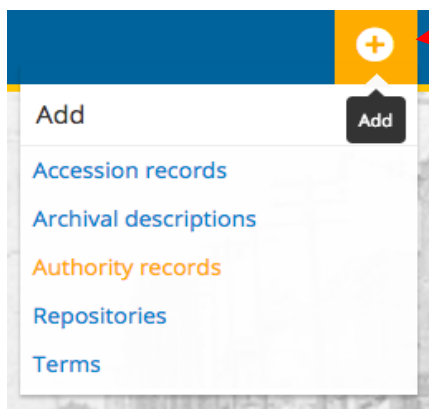 Add
Add
Accession records
Archival descriptions
Authority records
Repositories
Terms